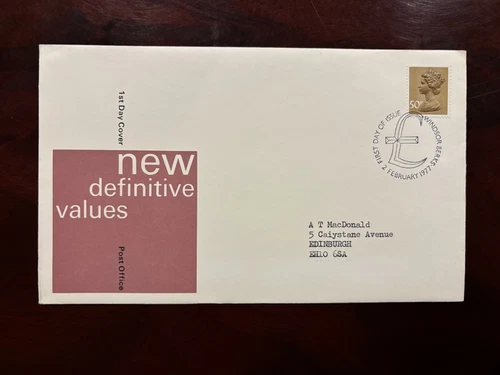 1st Day Cover
new
definitive
values
Post Office
50P
FIRST DAY OF ISSUE WINDSOR BERKS·
2 FEBRUARY 1977
£
A T MacDonald
5 Caiystane Avenue
EDINBURGH
EH10 6SA